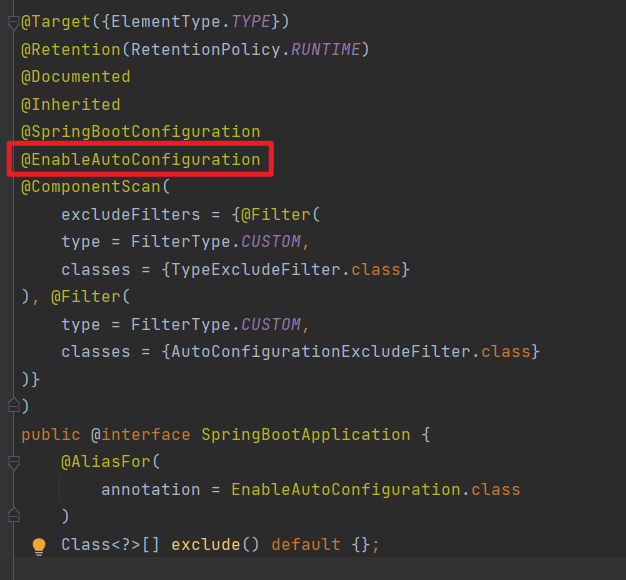 @Target({ElementType.TYPE})
@Retention(RetentionPolicy.RUNTIME)
@Documented
@Inherited
@SpringBootConfiguration
@EnableAutoConfiguration
@ComponentScan(
    excludeFilters = {@Filter(
    type = FilterType.CUSTOM,
    classes = {TypeExcludeFilter.class}
), @Filter(
    type = FilterType.CUSTOM,
    classes = {AutoConfigurationExcludeFilter.class}
)}
)
public @interface SpringBootApplication {
    @AliasFor(
        annotation = EnableAutoConfiguration.class
    )
    Class<?>[] exclude() default {};